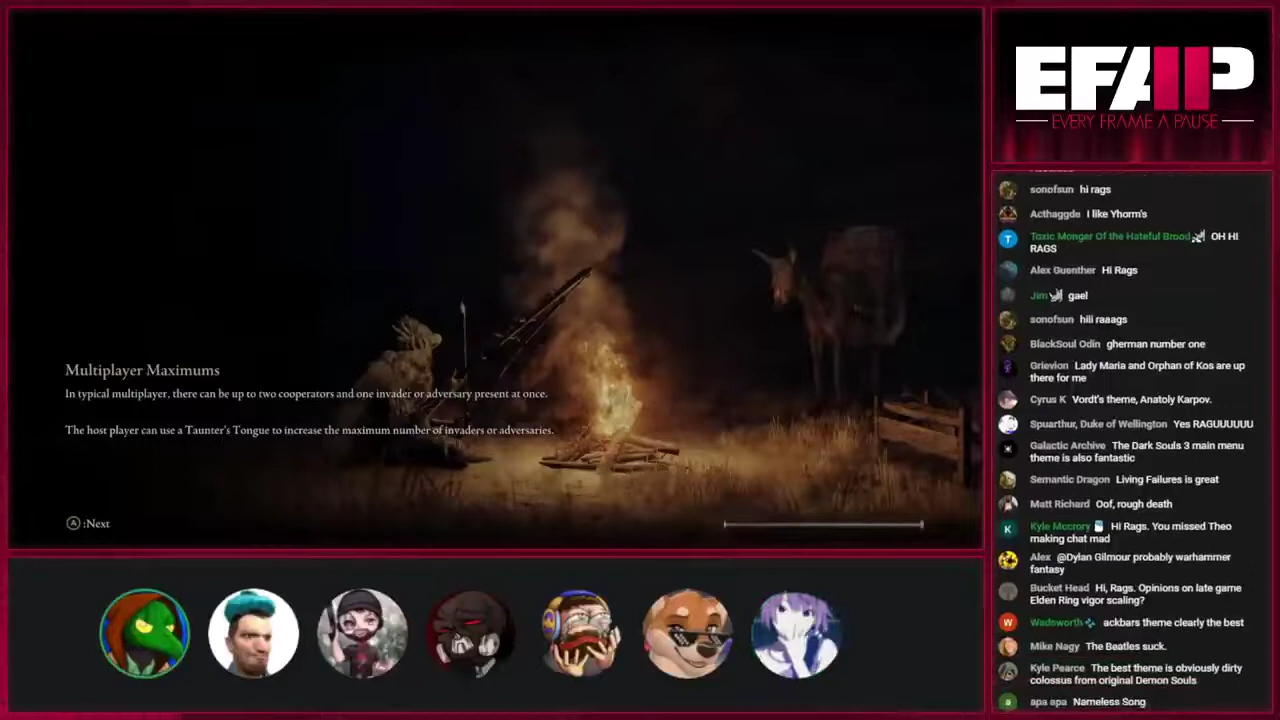 Multiplayer Maximums
In typical multiplayer, there can be up to two cooperators and one invader or adversary present at once.
The host player can use a Taunter's Tongue to increase the maximum number of invaders or adversaries.
A :Next
EFAP
EVERY FRAME A PAUSE
sonofsun hi rags
Acthaggde I like Yhorm's
T Toxic Monger Of the Hateful Brood OH HI
RAGS
Alex Guenther Hi Rags
Jim gael
sonofsun hiii raaags
BlackSoul Odin gherman number one
Grievion Lady Maria and Orphan of Kos are up
there for me
Cyrus K Vordt's theme, Anatoly Karpov.
Spuarthur, Duke of Wellington Yes RAGUUUUUU
Galactic Archive The Dark Souls 3 main menu
theme is also fantastic
Semantic Dragon Living Failures is great
Matt Richard Oof, rough death
K Kyle Mccrory Hi Rags. You missed Theo
making chat mad
Alex @Dylan Gilmour probably warhammer
fantasy
Bucket Head Hi, Rags. Opinions on late game
Elden Ring vigor scaling?
W Wadsworth ackbars theme clearly the best
Mike Nagy The Beatles suck.
Kyle Pearce The best theme is obviously dirty
colossus from original Demon Souls
a apa apa Nameless Song